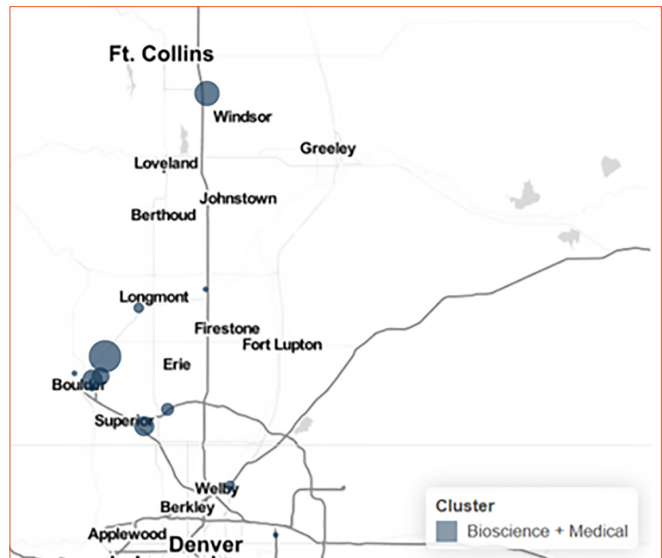 Ft. Collins
Windsor
Greeley
Loveland
Johnstown
Berthoud
Longmont
Firestone
Fort Lupton
Erie
Boulder
Superior
Welby
Berkley
Applewood
Denver
Cluster
Bioscience + Medical